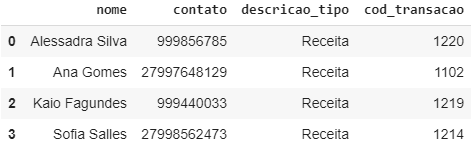 nome contato descricao_tipo cod_transacao
0 Alessadra Silva 999856785 Receita 1220
1 Ana Gomes 27997648129 Receita 1102
2 Kaio Fagundes 999440033 Receita 1219
3 Sofia Salles 27998562473 Receita 1214